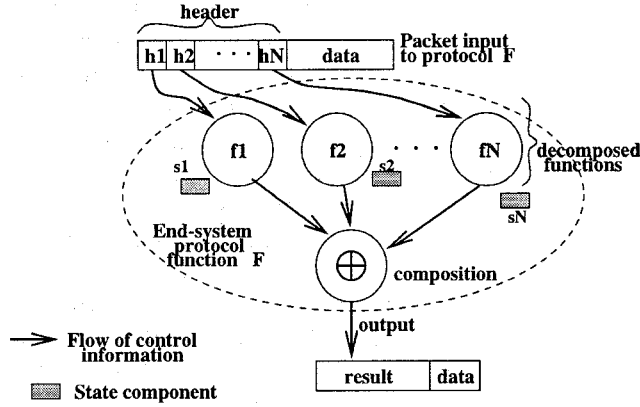 header
h1 h2 · · · hN data
Packet input
to protocol F
f1 f2 · · · fN
s1 s2 sN
decomposed
functions
End-system
protocol
function F
composition
output
Flow of control
information
result data
State component